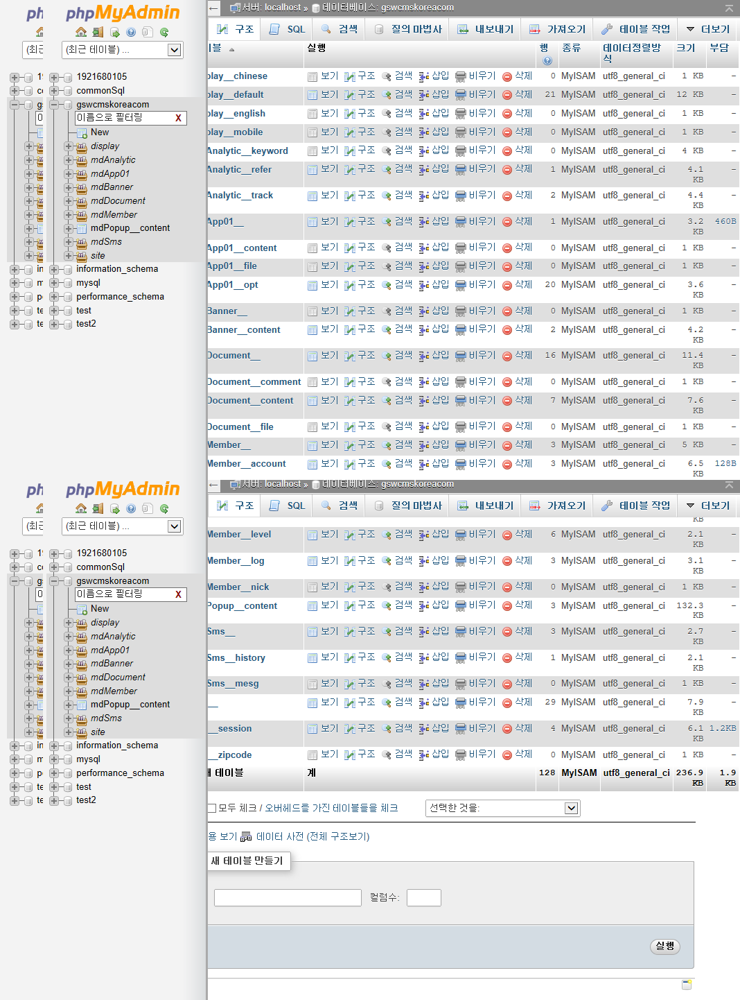 php phpMyAdmin
(최근 (최근 테이블) ...
1921680105
commonSql
gswcmskoreacom
이름으로 필터링 X
New
display
mdAnalytic
mdApp01
mdBanner
mdDocument
mdMember
mdPopup__content
mdSms
site
information_schema
mysql
performance_schema
test
test2
← 서버: localhost » 데이터베이스: gswcmskoreacom
구조 SQL 검색 질의 마법사 내보내기 가져오기 테이블 작업 ▼ 더보기
이블 ▲ 실행 행 종류 데이터정렬방식 크기 부담
play__chinese 보기 구조 검색 삽입 비우기 삭제 0 MyISAM utf8_general_ci 1 KB -
play__default 보기 구조 검색 삽입 비우기 삭제 21 MyISAM utf8_general_ci 12 KB -
play__english 보기 구조 검색 삽입 비우기 삭제 0 MyISAM utf8_general_ci 1 KB -
play__mobile 보기 구조 검색 삽입 비우기 삭제 0 MyISAM utf8_general_ci 1 KB -
Analytic__keyword 보기 구조 검색 삽입 비우기 삭제 0 MyISAM utf8_general_ci 4 KB -
Analytic__refer 보기 구조 검색 삽입 비우기 삭제 1 MyISAM utf8_general_ci 4.1 KB -
Analytic__track 보기 구조 검색 삽입 비우기 삭제 2 MyISAM utf8_general_ci 4.4 KB -
App01__ 보기 구조 검색 삽입 비우기 삭제 1 MyISAM utf8_general_ci 3.2 KB 460B
App01__content 보기 구조 검색 삽입 비우기 삭제 0 MyISAM utf8_general_ci 1 KB -
App01__file 보기 구조 검색 삽입 비우기 삭제 0 MyISAM utf8_general_ci 1 KB -
App01__opt 보기 구조 검색 삽입 비우기 삭제 20 MyISAM utf8_general_ci 3.6 KB -
Banner__ 보기 구조 검색 삽입 비우기 삭제 0 MyISAM utf8_general_ci 1 KB -
Banner__content 보기 구조 검색 삽입 비우기 삭제 2 MyISAM utf8_general_ci 4.2 KB -
Document__ 보기 구조 검색 삽입 비우기 삭제 16 MyISAM utf8_general_ci 11.4 KB -
Document__comment 보기 구조 검색 삽입 비우기 삭제 0 MyISAM utf8_general_ci 1 KB -
Document__content 보기 구조 검색 삽입 비우기 삭제 7 MyISAM utf8_general_ci 7.6 KB -
Document__file 보기 구조 검색 삽입 비우기 삭제 0 MyISAM utf8_general_ci 1 KB -
Member__ 보기 구조 검색 삽입 비우기 삭제 3 MyISAM utf8_general_ci 5 KB -
Member__account 보기 구조 검색 삽입 비우기 삭제 3 MyISAM utf8_general_ci 6.5 KB 128B
php phpMyAdmin
(최근 (최근 테이블) ...
1921680105
commonSql
gswcmskoreacom
이름으로 필터링 X
New
display
mdAnalytic
mdApp01
mdBanner
mdDocument
mdMember
mdPopup__content
mdSms
site
information_schema
mysql
performance_schema
test
test2
← 서버: localhost » 데이터베이스: gswcmskoreacom
구조 SQL 검색 질의 마법사 내보내기 가져오기 테이블 작업 ▼ 더보기
KB
Member__level 보기 구조 검색 삽입 비우기 삭제 6 MyISAM utf8_general_ci 2.1 KB -
Member__log 보기 구조 검색 삽입 비우기 삭제 3 MyISAM utf8_general_ci 3.1 KB -
Member__nick 보기 구조 검색 삽입 비우기 삭제 0 MyISAM utf8_general_ci 1 KB -
Popup__content 보기 구조 검색 삽입 비우기 삭제 3 MyISAM utf8_general_ci 132.3 KB -
Sms__ 보기 구조 검색 삽입 비우기 삭제 3 MyISAM utf8_general_ci 2.7 KB -
Sms__history 보기 구조 검색 삽입 비우기 삭제 1 MyISAM utf8_general_ci 2.1 KB -
Sms__mesg 보기 구조 검색 삽입 비우기 삭제 0 MyISAM utf8_general_ci 1 KB -
__ 보기 구조 검색 삽입 비우기 삭제 29 MyISAM utf8_general_ci 7.9 KB -
__session 보기 구조 검색 삽입 비우기 삭제 4 MyISAM utf8_general_ci 6.1 KB 1.2KB
__zipcode 보기 구조 검색 삽입 비우기 삭제 0 MyISAM utf8_general_ci 1 KB -
테이블 계 128 MyISAM utf8_general_ci 236.9 KB 1.9 KB
모두 체크 / 오버헤드를 가진 테이블들을 체크 선택한 것을:
용 보기 데이터 사전 (전체 구조보기)
새 테이블 만들기
컬럼수:
실행